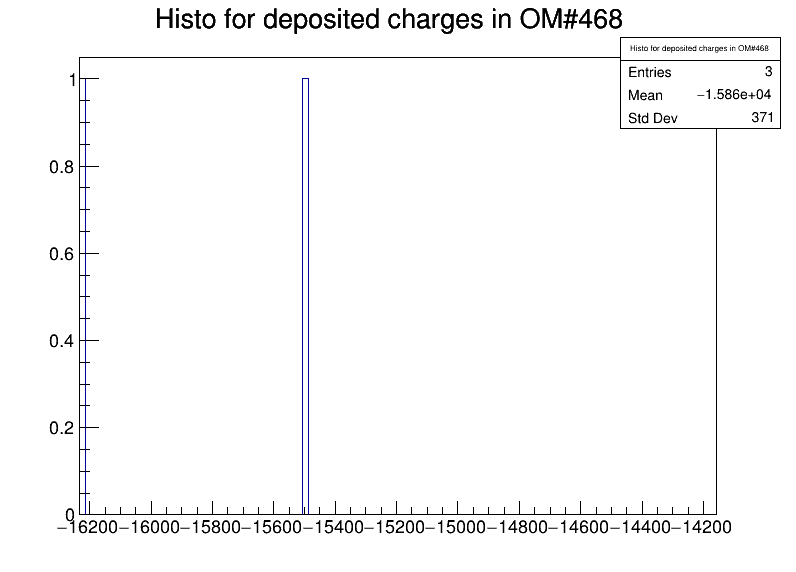 Histo for deposited charges in OM#468
Histo for deposited charges in OM#468
Entries 3
Mean −1.586e+04
Std Dev 371
1
0.8
0.6
0.4
0.2
0
−16200−16000−15800−15600−15400−15200−15000−14800−14600−14400−14200